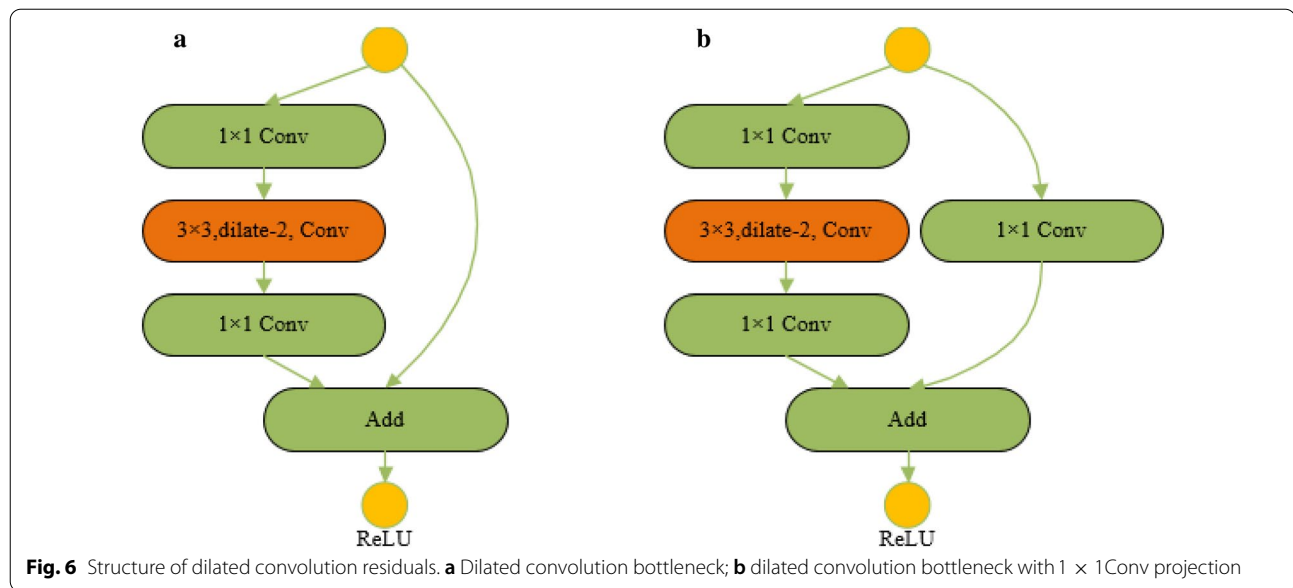 a
1×1 Conv
3×3,dilate-2, Conv
1×1 Conv
Add
ReLU
b
1×1 Conv
3×3,dilate-2, Conv
1×1 Conv
1×1 Conv
Add
ReLU
Fig. 6 Structure of dilated convolution residuals. a Dilated convolution bottleneck; b dilated convolution bottleneck with 1 × 1Conv projection